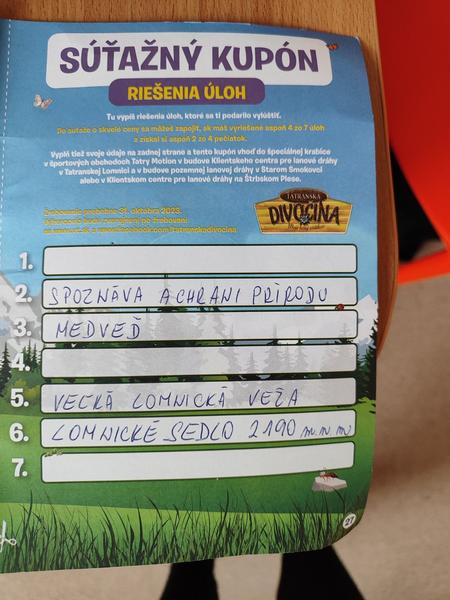 SÚŤAŽNÝ KUPÓN
RIEŠENIA ÚLOH
Tu vypíš riešenia úloh, ktoré sa ti podarilo vylúštiť.
Do súťaže o skvelé ceny sa môžeš zapojiť, ak máš vyriešené aspoň 4 zo 7 úloh
a získal si aspoň 2 zo 4 pečiatok.
Vyplň tiež svoje údaje na zadnej strane a tento kupón vhoď do špeciálnej krabice
v športových obchodoch Tatry Motion v budove Klientskeho centra pre lanové dráhy
v Tatranskej Lomnici a v budove pozemnej lanovej dráhy v Starom Smokovci
alebo v Klientskom centre pre lanové dráhy na Štrbskom Plese.
Žrebovanie prebehne 31. októbra 2023.
TATRANSKÁ
DIVOČINA
1.
2. SPOZNÁVA A CHRÁNI PRÍRODU
3. MEDVEĎ
4.
5. VEĽKÁ LOMNICKÁ VEŽA
6. LOMNICKÉ SEDLO 2190 m.n.m
7.
27